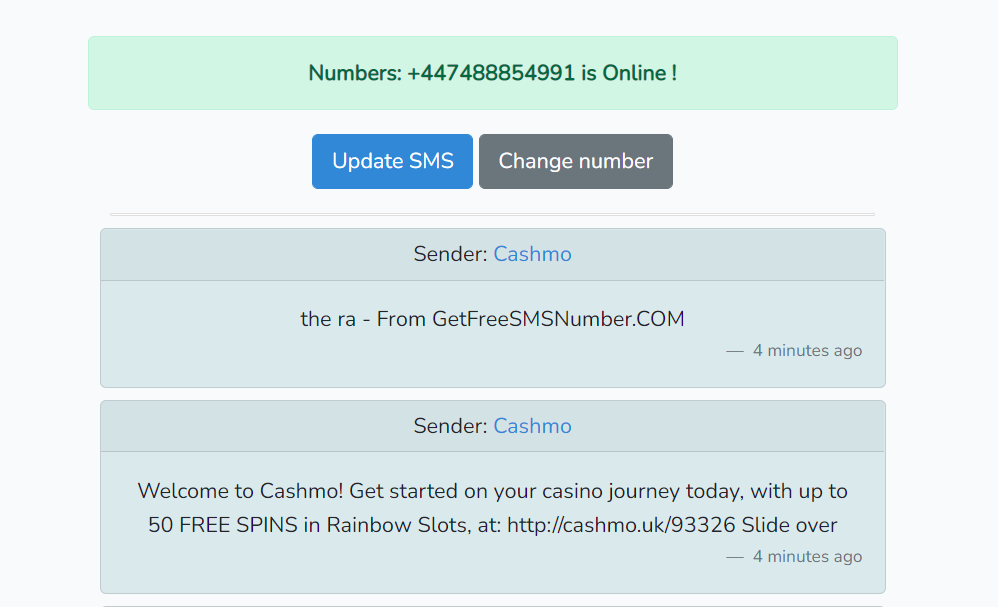 Numbers: +447488854991 is Online !
Update SMS
Change number
Sender: Cashmo
the ra - From GetFreeSMSNumber.COM
— 4 minutes ago
Sender: Cashmo
Welcome to Cashmo! Get started on your casino journey today, with up to
50 FREE SPINS in Rainbow Slots, at: http://cashmo.uk/93326 Slide over
— 4 minutes ago